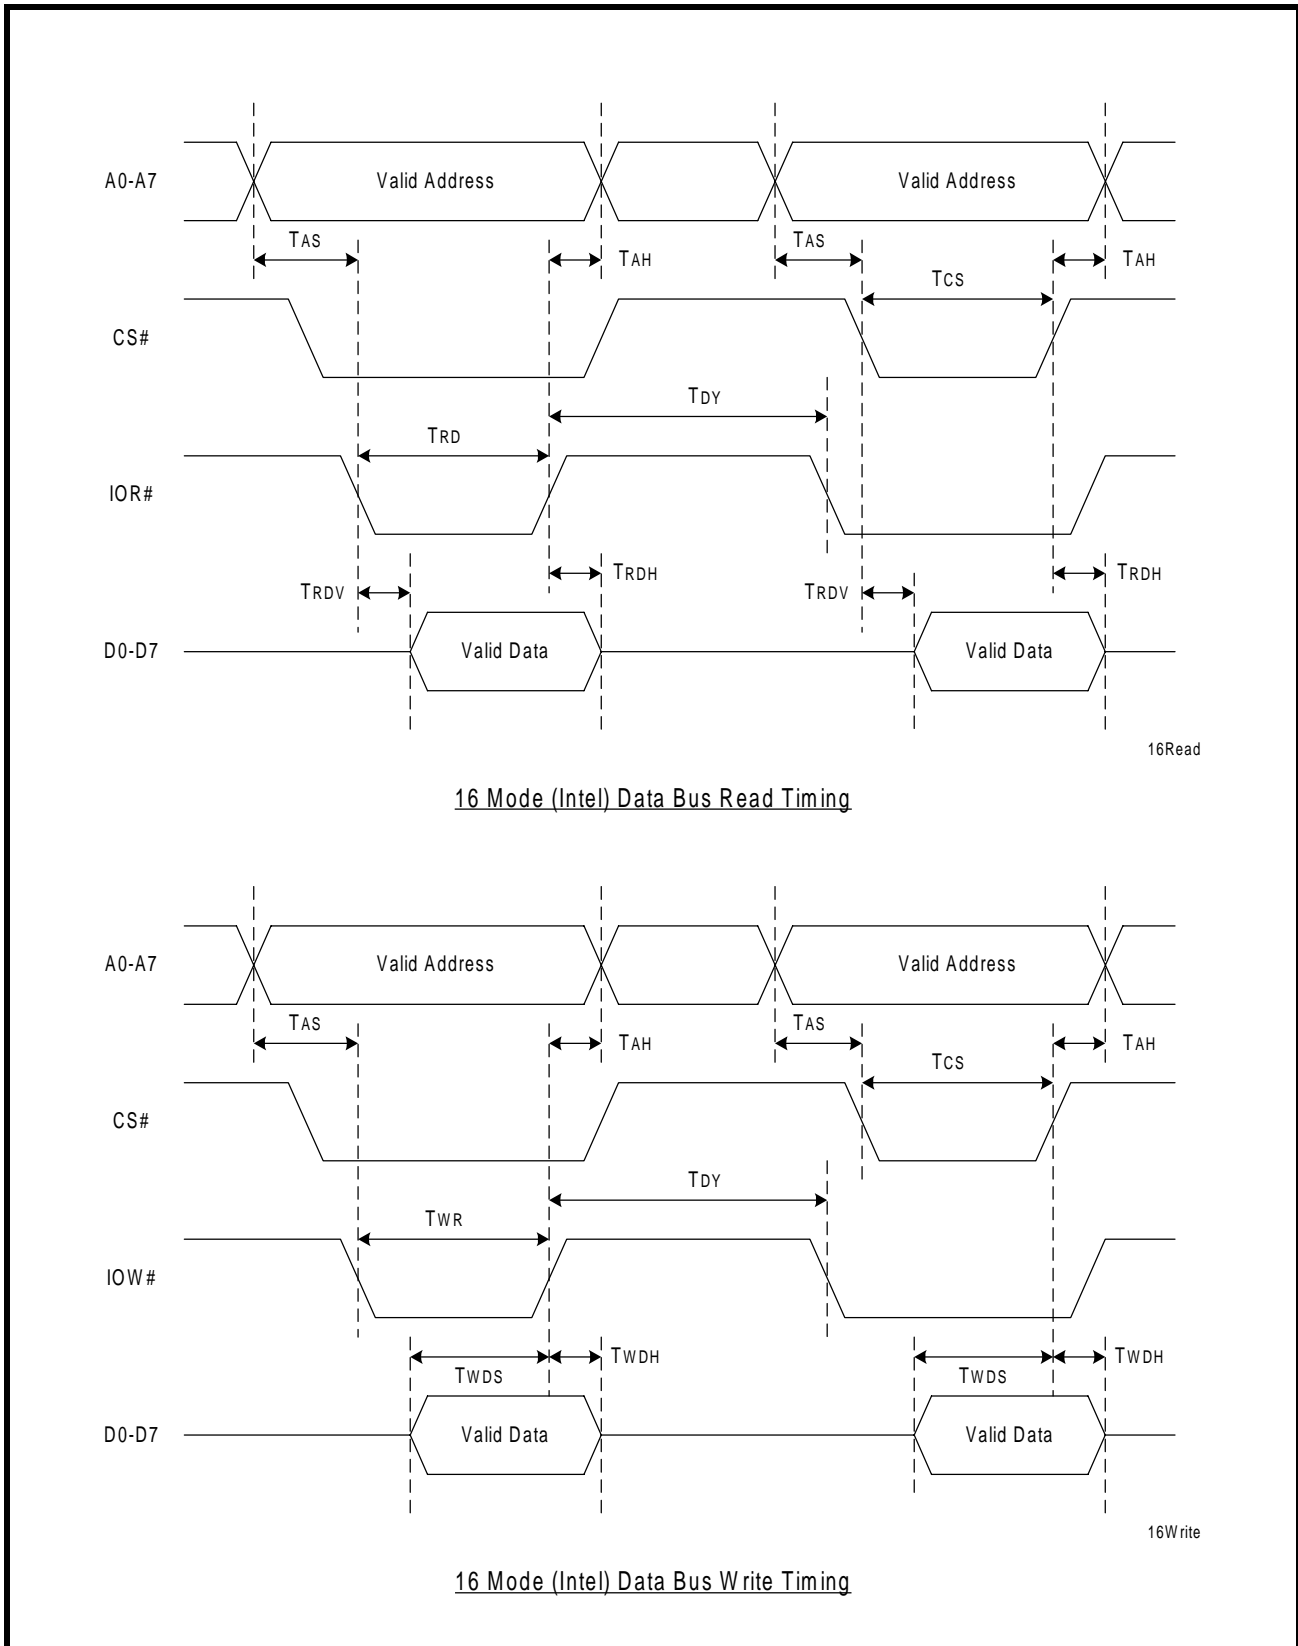 A0-A7
Valid Address
Valid Address
TAS
TAH
TAS
TAH
TCS
CS#
TDY
TRD
IOR#
TRDV
TRDH
TRDV
TRDH
D0-D7
Valid Data
Valid Data
16Read
16 Mode (Intel) Data Bus Read Timing
A0-A7
Valid Address
Valid Address
TAS
TAH
TAS
TAH
TCS
CS#
TDY
TWR
IOW#
TWDS
TWDH
TWDS
TWDH
D0-D7
Valid Data
Valid Data
16Write
16 Mode (Intel) Data Bus Write Timing